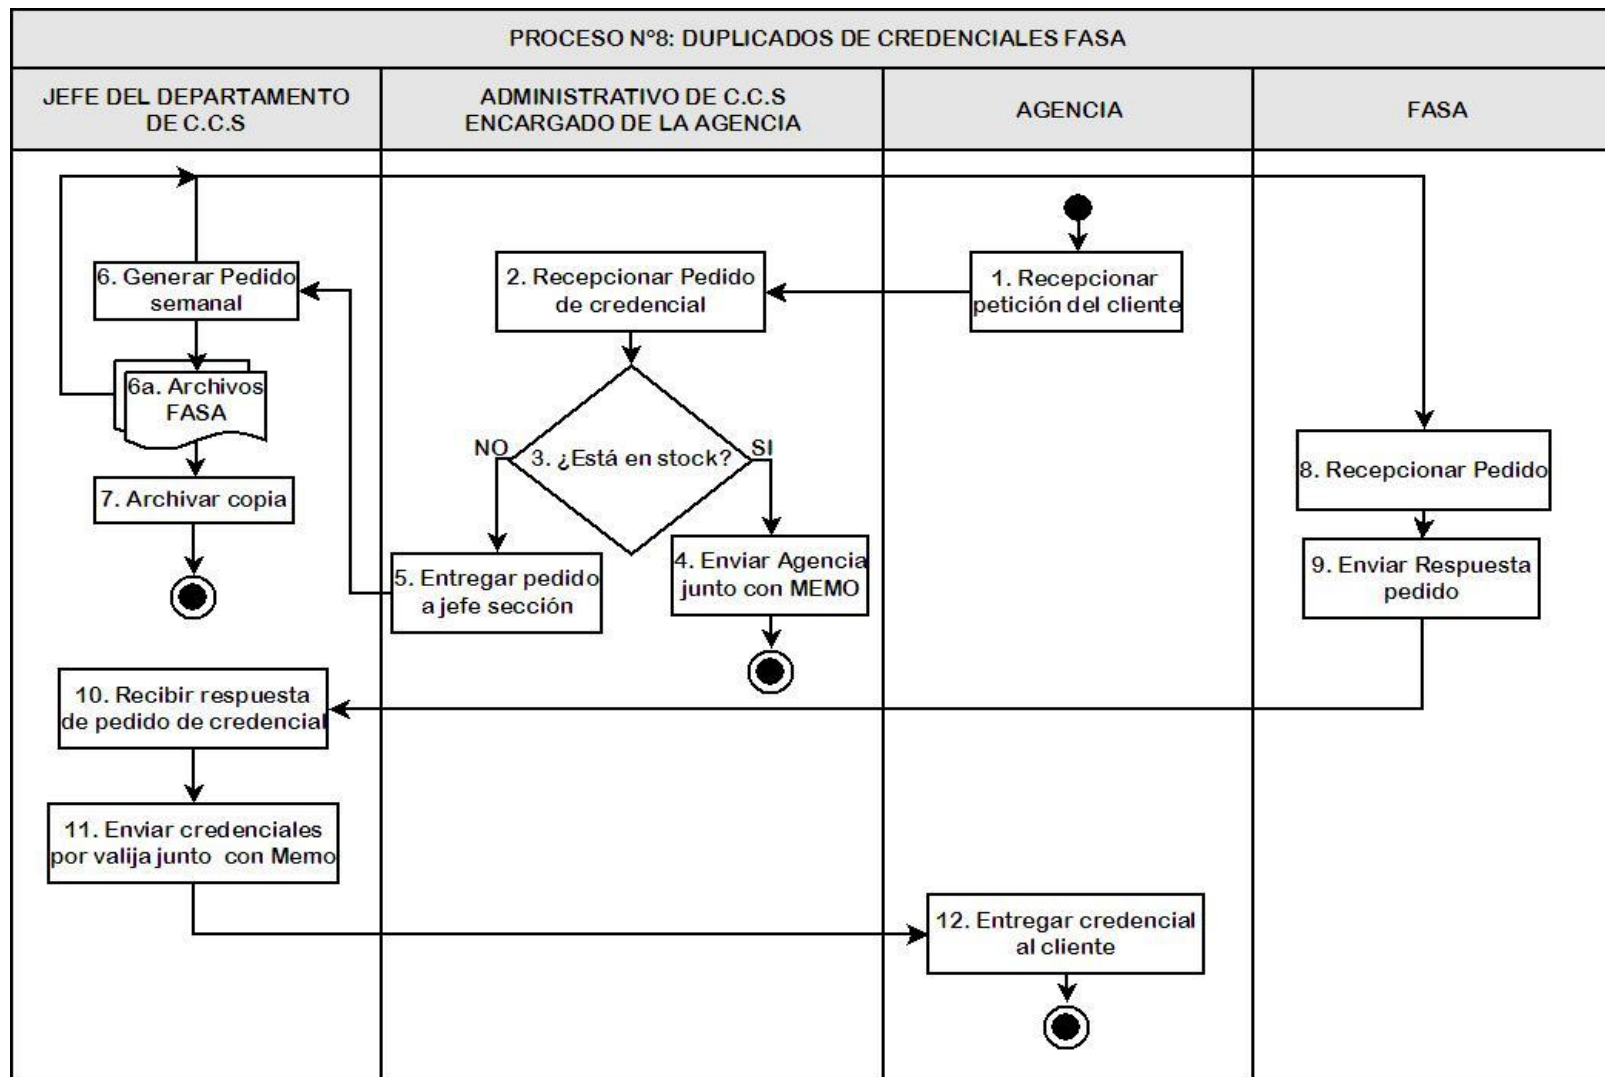 PROCESO Nº8: DUPLICADOS DE CREDENCIALES FASA
JEFE DEL DEPARTAMENTO
DE C.C.S
ADMINISTRATIVO DE C.C.S
ENCARGADO DE LA AGENCIA
AGENCIA
FASA
1. Recepcionar
petición del cliente
2. Recepcionar Pedido
de credencial
3. ¿Está en stock?
NO
SI
4. Enviar Agencia
junto con MEMO
5. Entregar pedido
a jefe sección
6. Generar Pedido
semanal
6a. Archivos
FASA
7. Archivar copia
8. Recepcionar Pedido
9. Enviar Respuesta
pedido
10. Recibir respuesta
de pedido de credencial
11. Enviar credenciales
por valija junto con Memo
12. Entregar credencial
al cliente